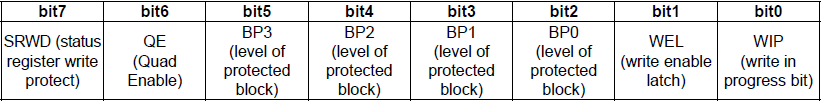 bit7 bit6 bit5 bit4 bit3 bit2 bit1 bit0
SRWD (status register write protect)
QE (Quad Enable)
BP3 (level of protected block)
BP2 (level of protected block)
BP1 (level of protected block)
BP0 (level of protected block)
WEL (write enable latch)
WIP (write in progress bit)